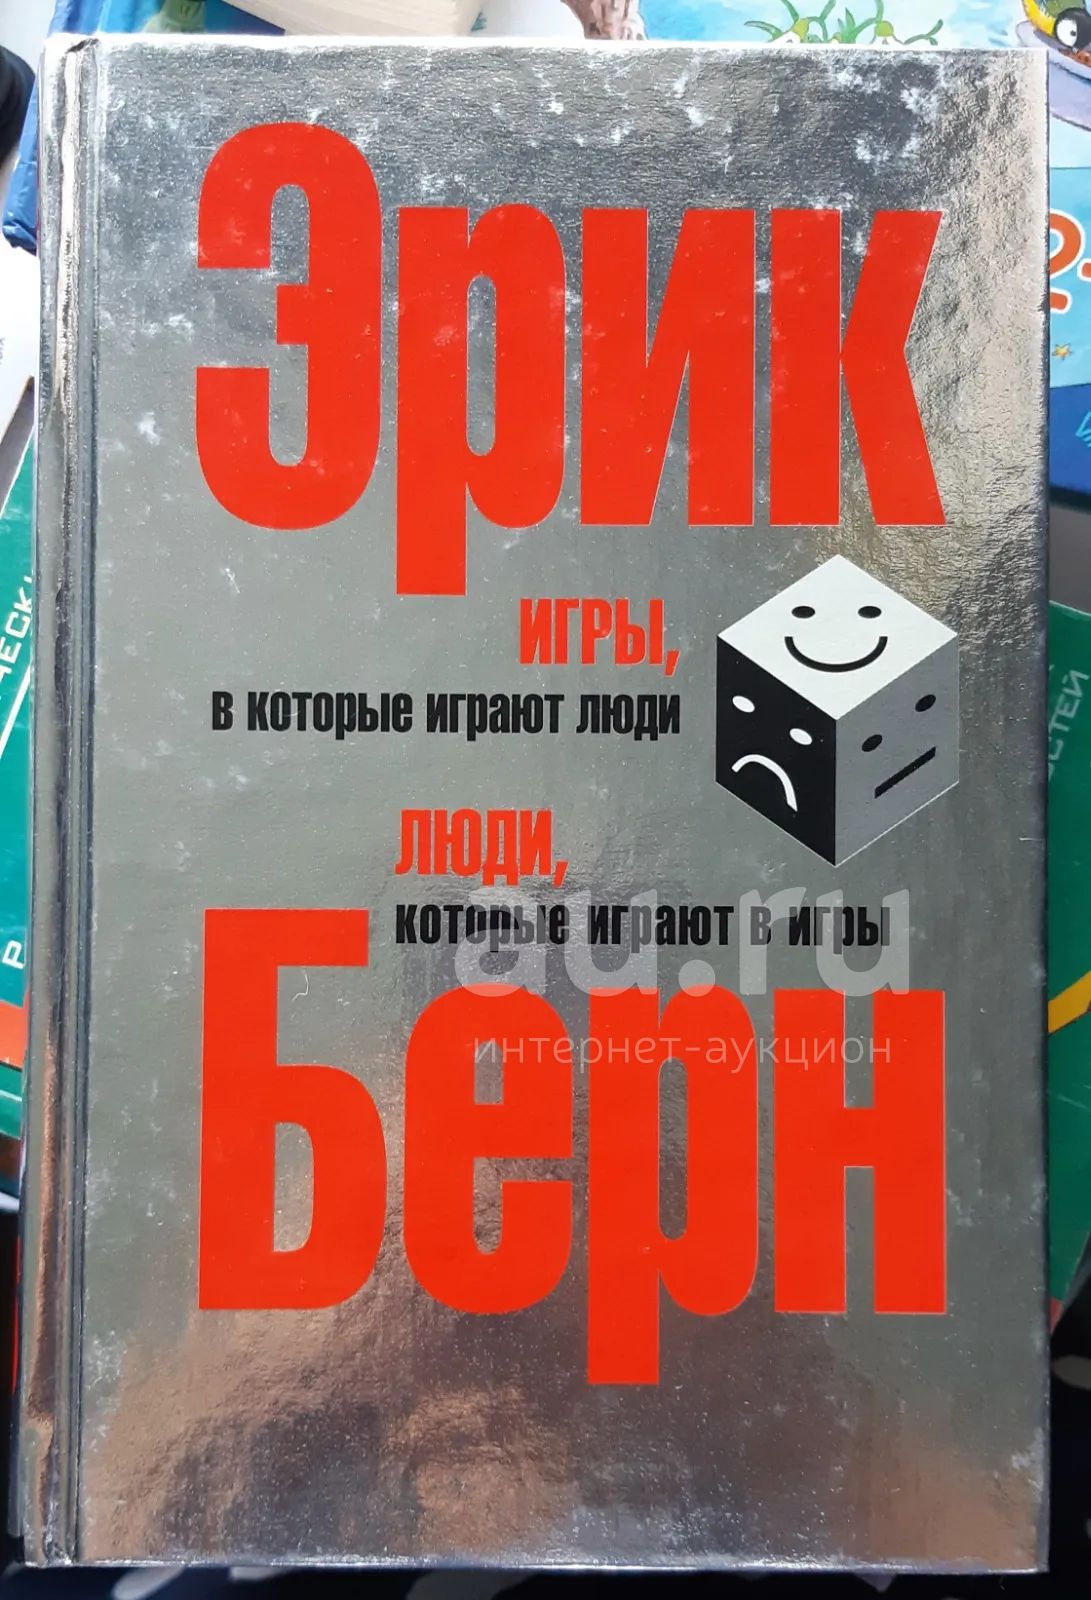 Эрик
ИГРЫ,
в которые играют люди
ЛЮДИ,
которые играют в игры
Берн
au.ru
интернет-аукцион